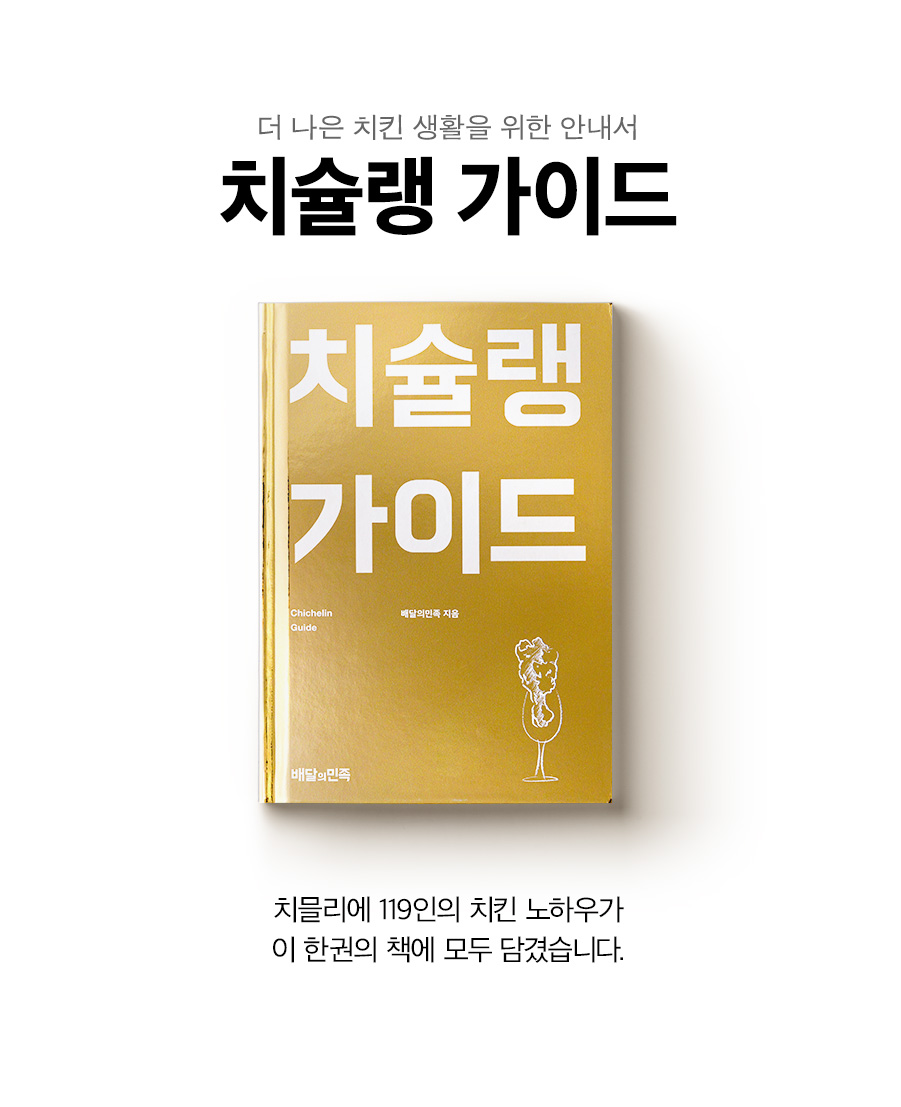 더 나은 치킨 생활을 위한 안내서
치슐랭 가이드
치슐랭
가이드
Chichelin
Guide
배달의민족 지음
배달의민족
치믈리에 119인의 치킨 노하우가
이 한권의 책에 모두 담겼습니다.